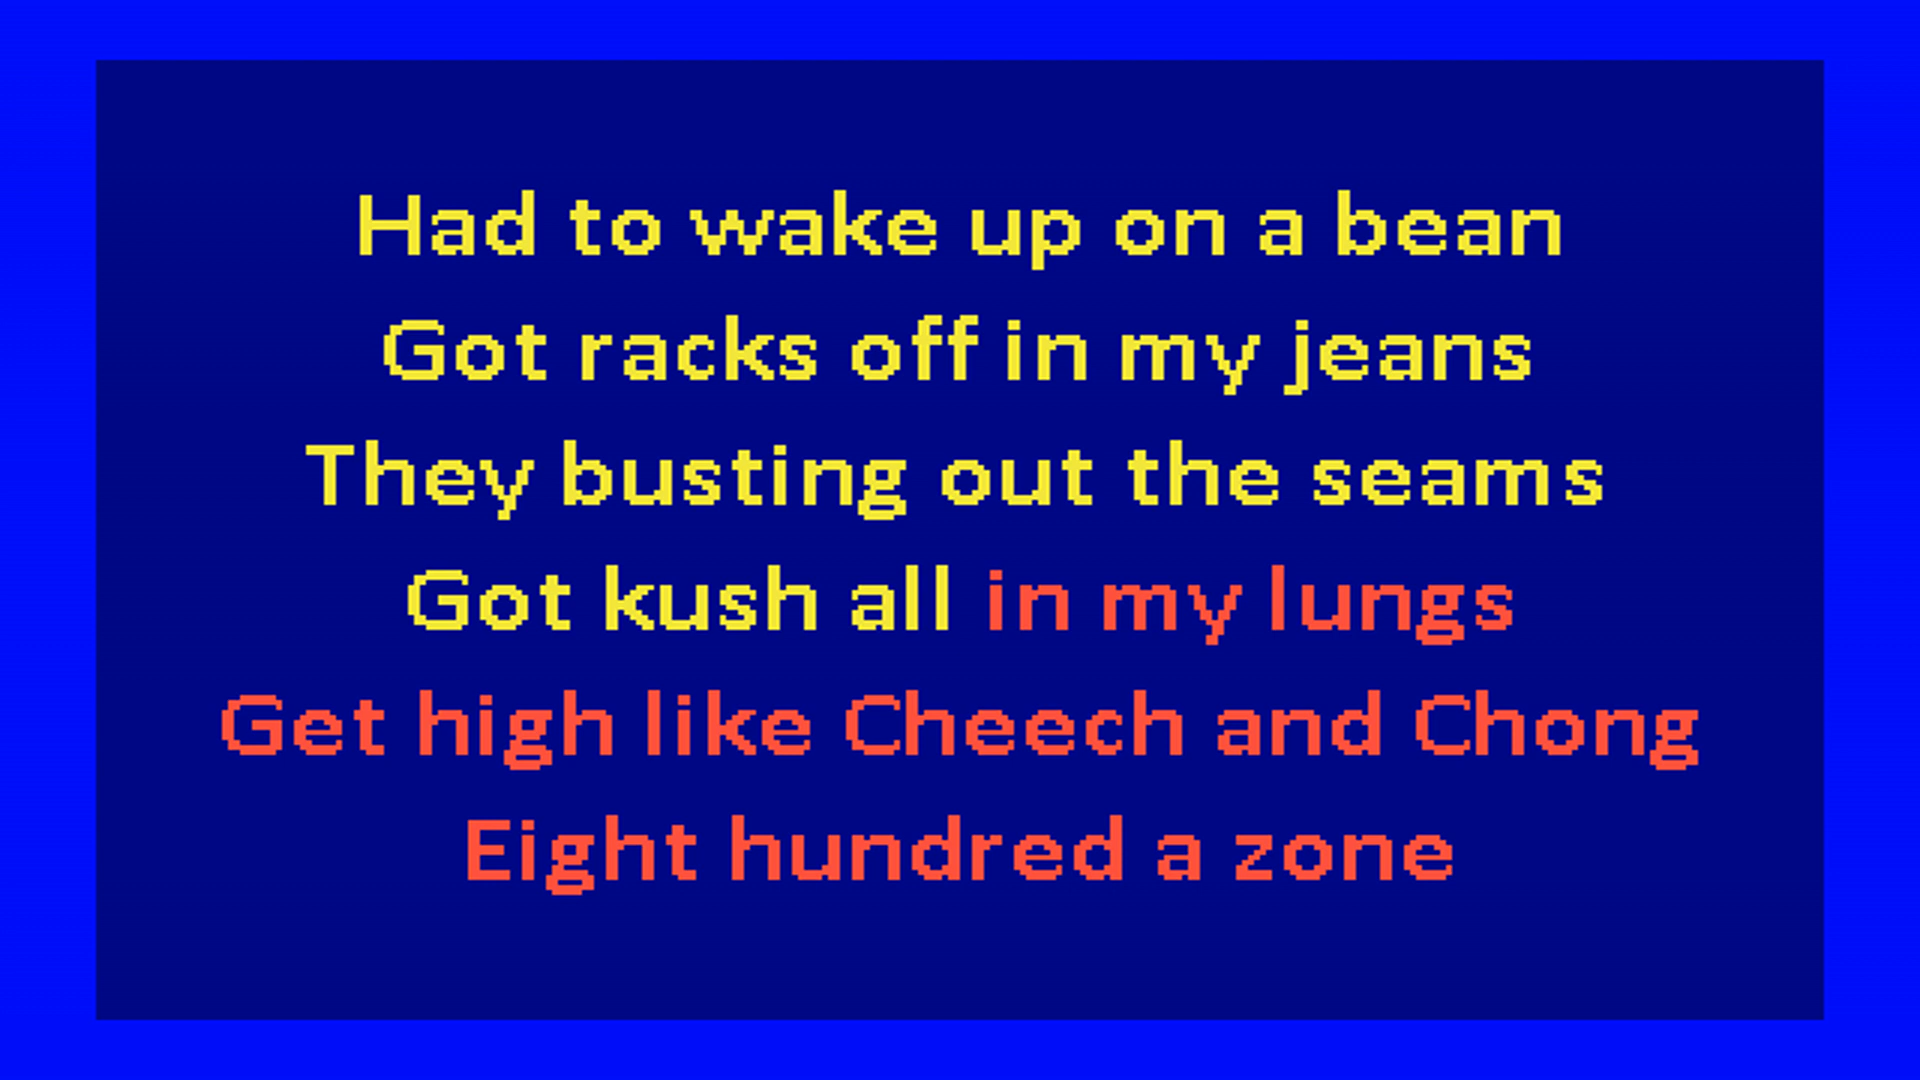 Had to wake up on a bean
Got racks off in my jeans
They busting out the seams
Got kush all in my lungs
Get high like Cheech and Chong
Eight hundred a zone